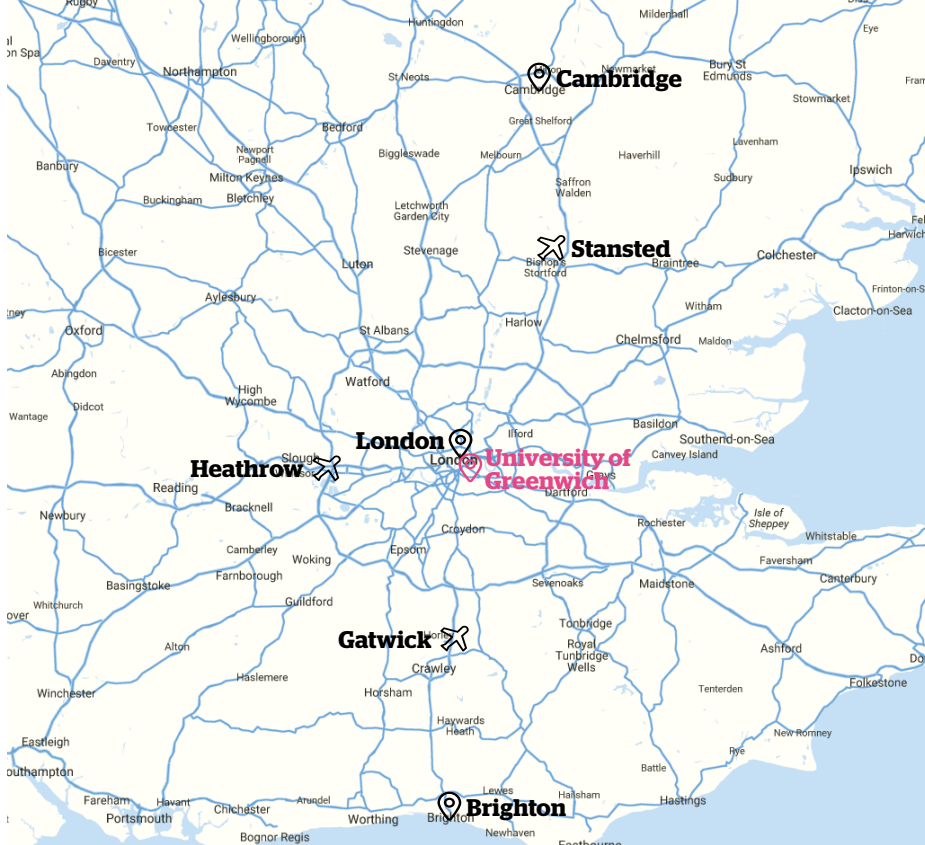 Rugby
Huntingdon
Mildenhall
Eye
Wellingborough
on Spa
Daventry
Northampton
St Neots
Newmarket
Bury St
Edmunds
Cambridge
Cambridge
Stowmarket
Towcester
Bedford
Great Shelford
Newport
Pagnell
Biggleswade
Melbourn
Haverhill
Lavenham
Banbury
Milton Keynes
Ipswich
Buckingham
Bletchley
Saffron
Walden
Sudbury
Letchworth
Garden City
Bicester
Stevenage
Stansted
Harwich
Luton
Bishop's
Stortford
Braintree
Colchester
Aylesbury
Witham
Frinton-on-S
Clacton-on-Sea
Oxford
St Albans
Harlow
Chelmsford
Maldon
Abingdon
Watford
High
Wycombe
Didcot
Wantage
Basildon
Ilford
London
London
Southend-on-Sea
Canvey Island
Slough
Heathrow
University of
Greenwich
Grays
Reading
Dartford
Bracknell
Newbury
Isle of
Sheppey
Rochester
Croydon
Whitstable
Camberley
Epsom
Woking
Farnborough
Faversham
Basingstoke
Sevenoaks
Maidstone
Canterbury
Whitchurch
over
Guildford
Tonbridge
Gatwick
Horley
Alton
Royal
Tunbridge
Wells
Ashford
Do
Crawley
Haslemere
Folkestone
Winchester
Horsham
Tenterden
Haywards
Heath
New Romney
Eastleigh
Rye
outhampton
Battle
Lewes
Hailsham
Fareham
Havant
Arundel
Hastings
Chichester
Brighton
Brighton
Portsmouth
Worthing
Newhaven
Bognor Regis
Eastbourne